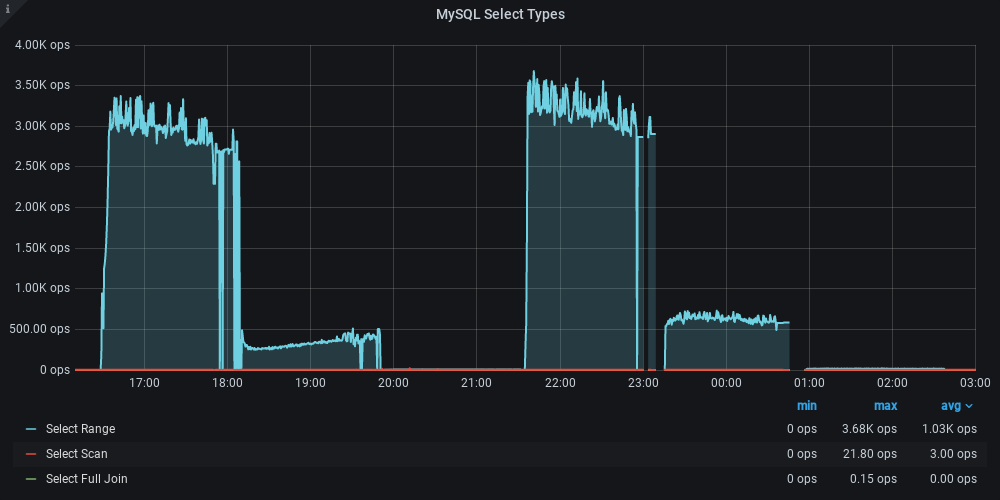 i
MySQL Select Types
4.00K ops
3.50K ops
3.00K ops
2.50K ops
2.00K ops
1.50K ops
1.00K ops
500.00 ops
0 ops
17:00 18:00 19:00 20:00 21:00 22:00 23:00 00:00 01:00 02:00 03:00
min max avg
Select Range 0 ops 3.68K ops 1.03K ops
Select Scan 0 ops 21.80 ops 3.00 ops
Select Full Join 0 ops 0.15 ops 0.00 ops